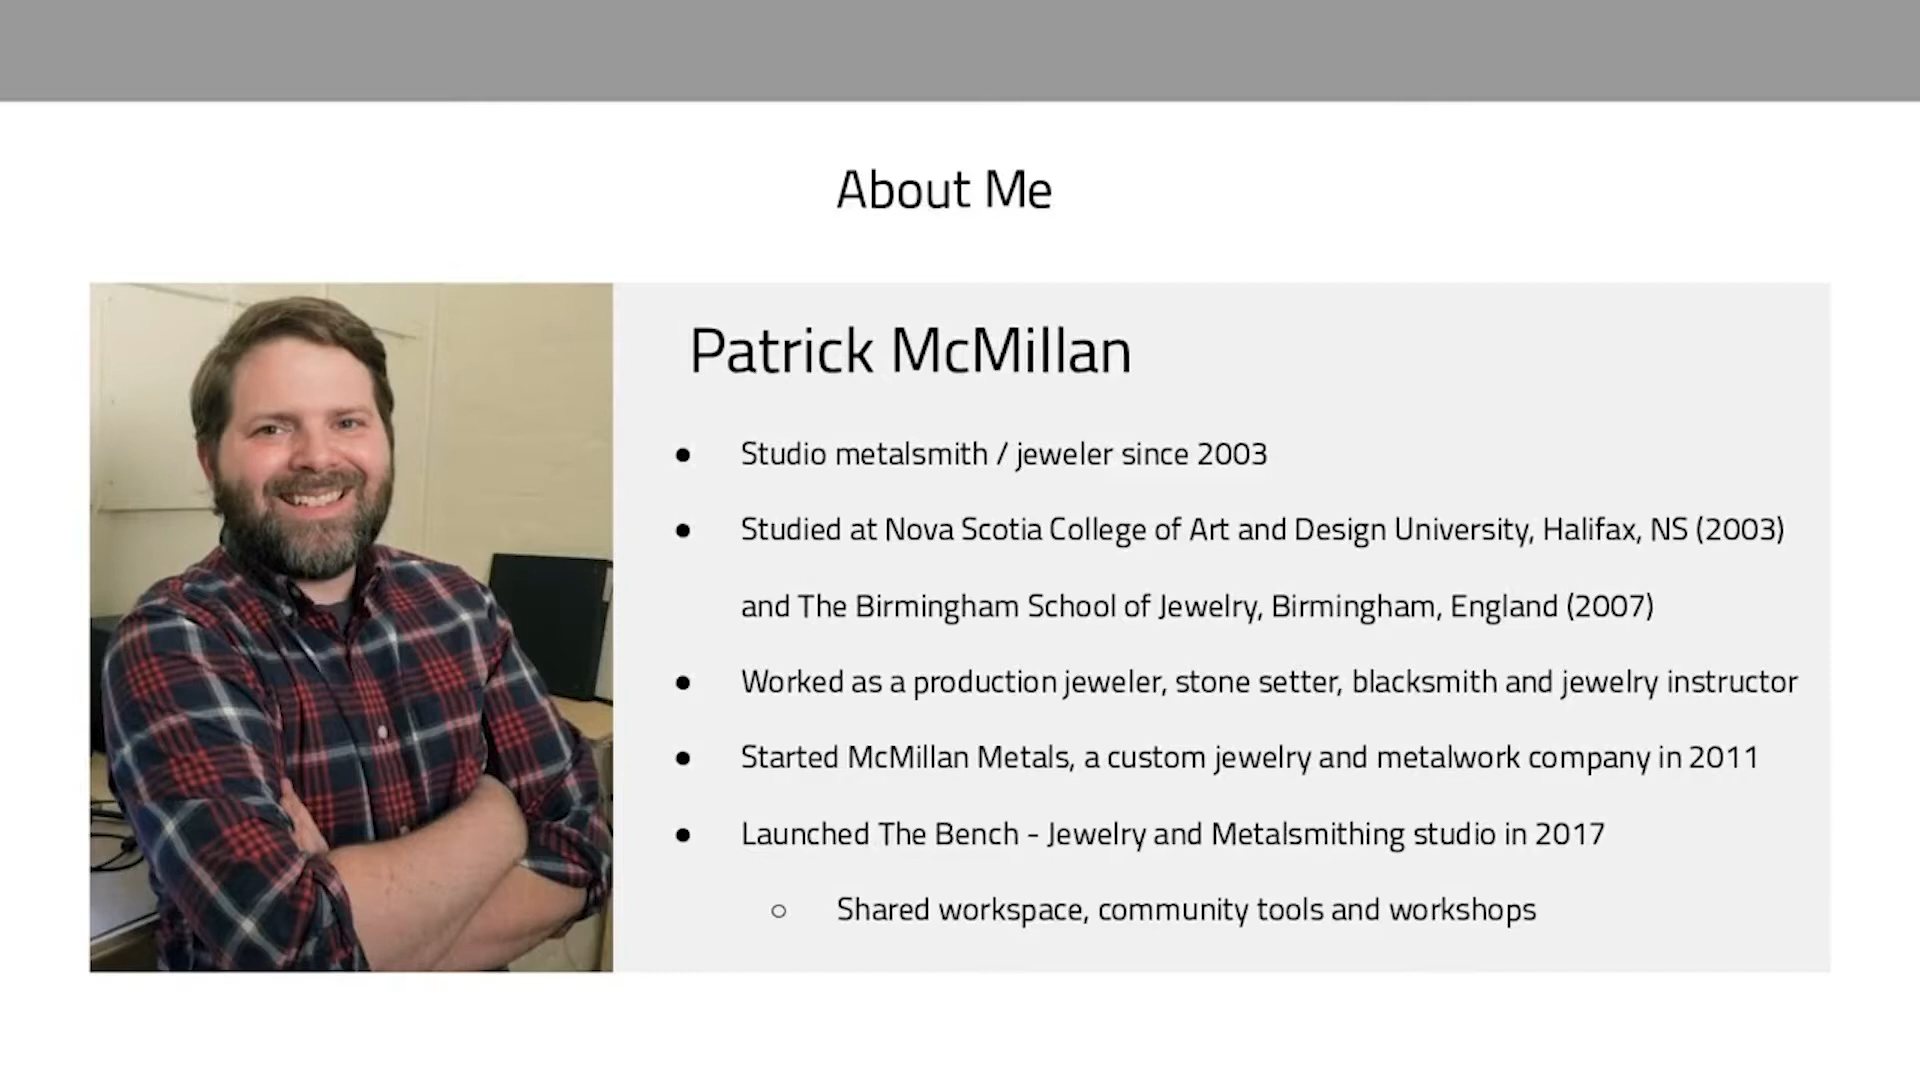 About Me
Patrick McMillan
● Studio metalsmith / jeweler since 2003
● Studied at Nova Scotia College of Art and Design University, Halifax, NS (2003)
and The Birmingham School of Jewelry, Birmingham, England (2007)
● Worked as a production jeweler, stone setter, blacksmith and jewelry instructor
● Started McMillan Metals, a custom jewelry and metalwork company in 2011
● Launched The Bench - Jewelry and Metalsmithing studio in 2017
○ Shared workspace, community tools and workshops